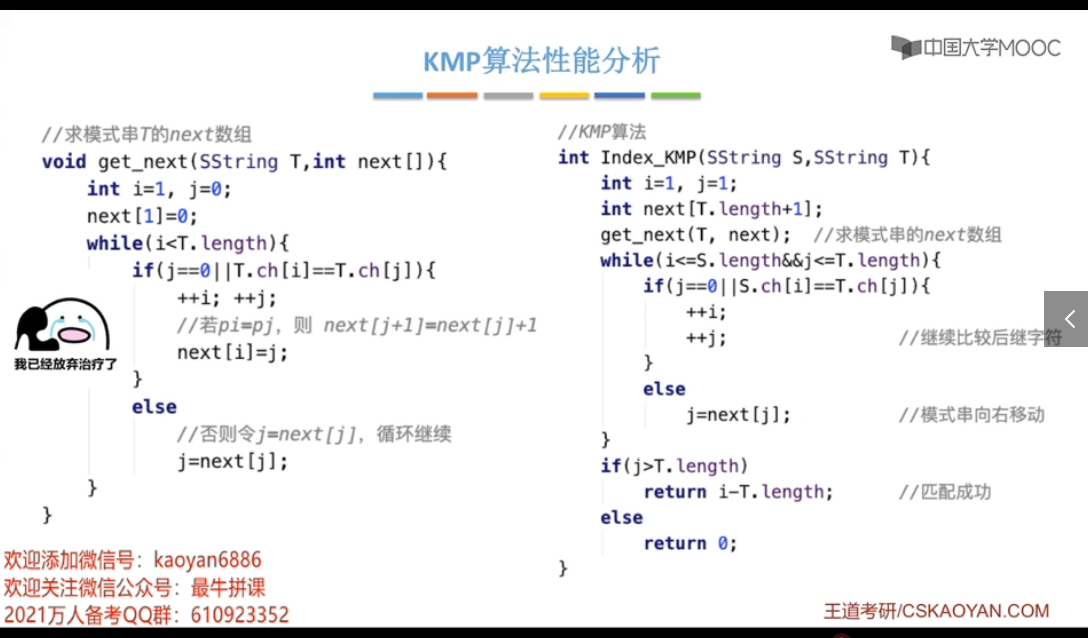 中国大学MOOC
KMP算法性能分析
//求模式串T的next数组
void get_next(SString T,int next[]){
int i=1, j=0;
next[1]=0;
while(i<T.length){
if(j==0||T.ch[i]==T.ch[j]){
++i; ++j;
//若pi=pj，则 next[j+1]=next[j]+1
next[i]=j;
}
else
//否则令j=next[j]，循环继续
j=next[j];
}
}
我已经放弃治疗了
//KMP算法
int Index_KMP(SString S,SString T){
int i=1, j=1;
int next[T.length+1];
get_next(T, next); //求模式串的next数组
while(i<=S.length&&j<=T.length){
if(j==0||S.ch[i]==T.ch[j]){
++i;
++j; //继续比较后继字符
}
else
j=next[j]; //模式串向右移动
}
if(j>T.length)
return i-T.length; //匹配成功
else
return 0;
}
欢迎添加微信号：kaoyan6886
欢迎关注微信公众号：最牛拼课
2021万人备考QQ群：610923352
王道考研/CSKAOYAN.COM